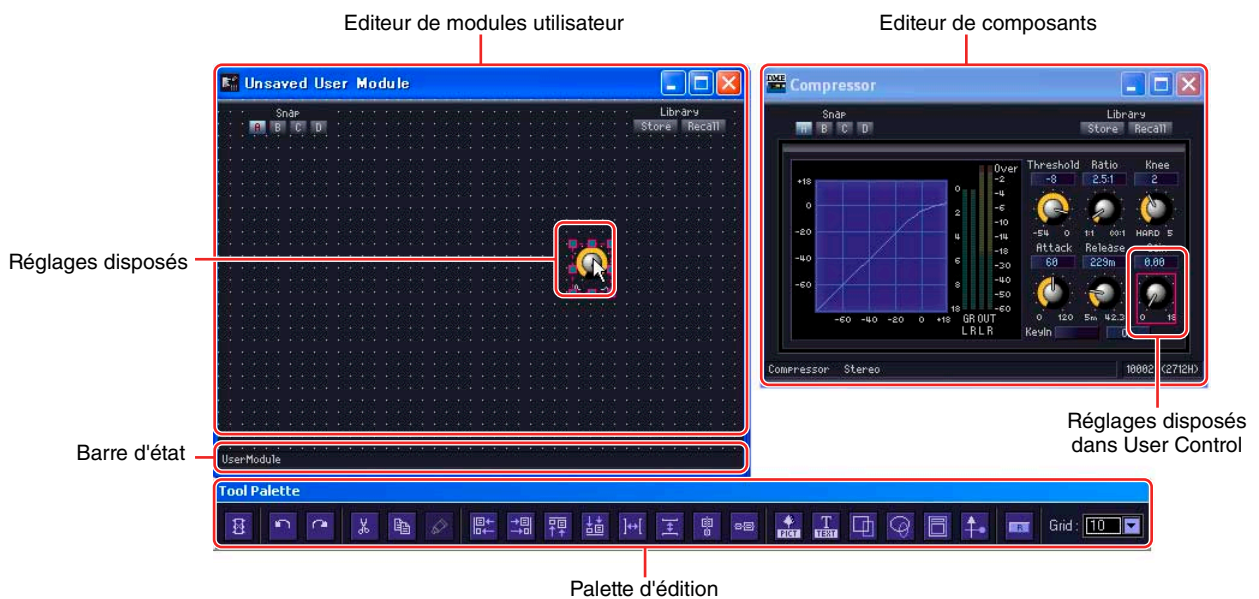 Editeur de modules utilisateur
Editeur de composants
Unsaved User Module
Snap
A B C D
Library
Store Recall
Réglages disposés
Barre d'état
UserModule
DME
Compressor
Snap
A B C D
Library
Store Recall
Threshold Ratio Knee
-8 2.5:1 2
-54 0 1:1 ∞:1 HARD 5
Attack Release
60 229m 0.00
0 120 5m 42.3 0 18
KeyIn
+18
0
-20
-40
-60
-60 -40 -20 0 +18
0
2
4
6
8
18
Over
-2
-4
-6
-10
-14
-18
-30
-40
-50
-60
GR OUT
L R L R
Compressor Stereo
(2712H)
Réglages disposés
dans User Control
Tool Palette
PICT
T
TEXT
Grid : 10
Palette d'édition